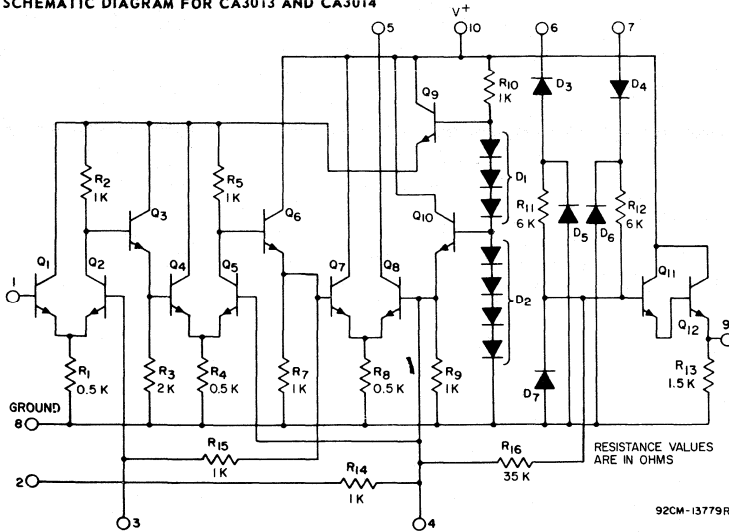 SCHEMATIC DIAGRAM FOR CA3013 AND CA3014
V+
5
10
6
7
Q9
R10
1K
D3
D4
R2
1K
R5
1K
Q3
Q6
D1
Q10
R11
6K
D5
D6
R12
6K
Q1
Q2
Q4
Q5
Q7
Q8
Q11
1
D2
Q12
9
R1
0.5K
R3
2K
R4
0.5K
R7
1K
R8
0.5K
R9
1K
D7
R13
1.5K
GROUND
8
R15
1K
R16
35K
RESISTANCE VALUES
ARE IN OHMS
2
R14
1K
3
4
92CM-13779R